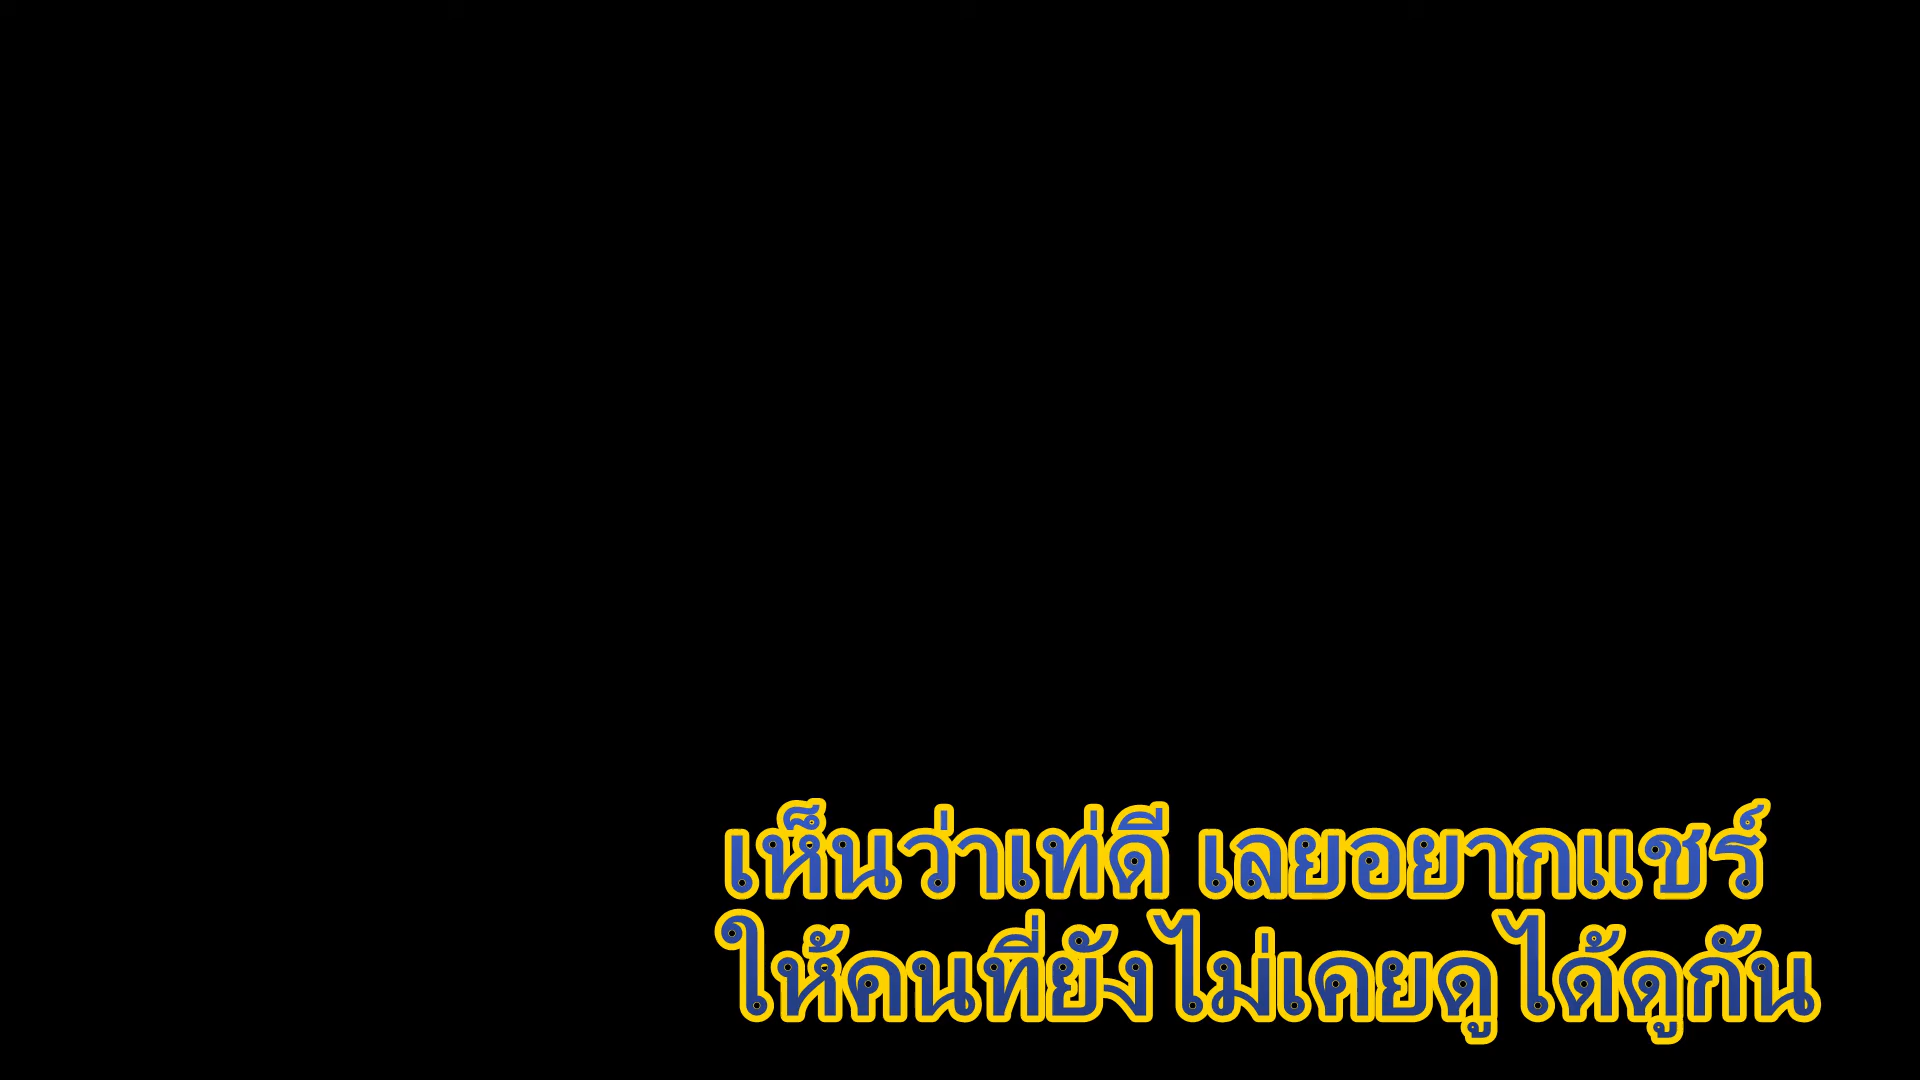 เห็นว่าเท่ดี เลยอยากแชร์
ให้คนที่ยังไม่เคยดู ได้ดูกัน